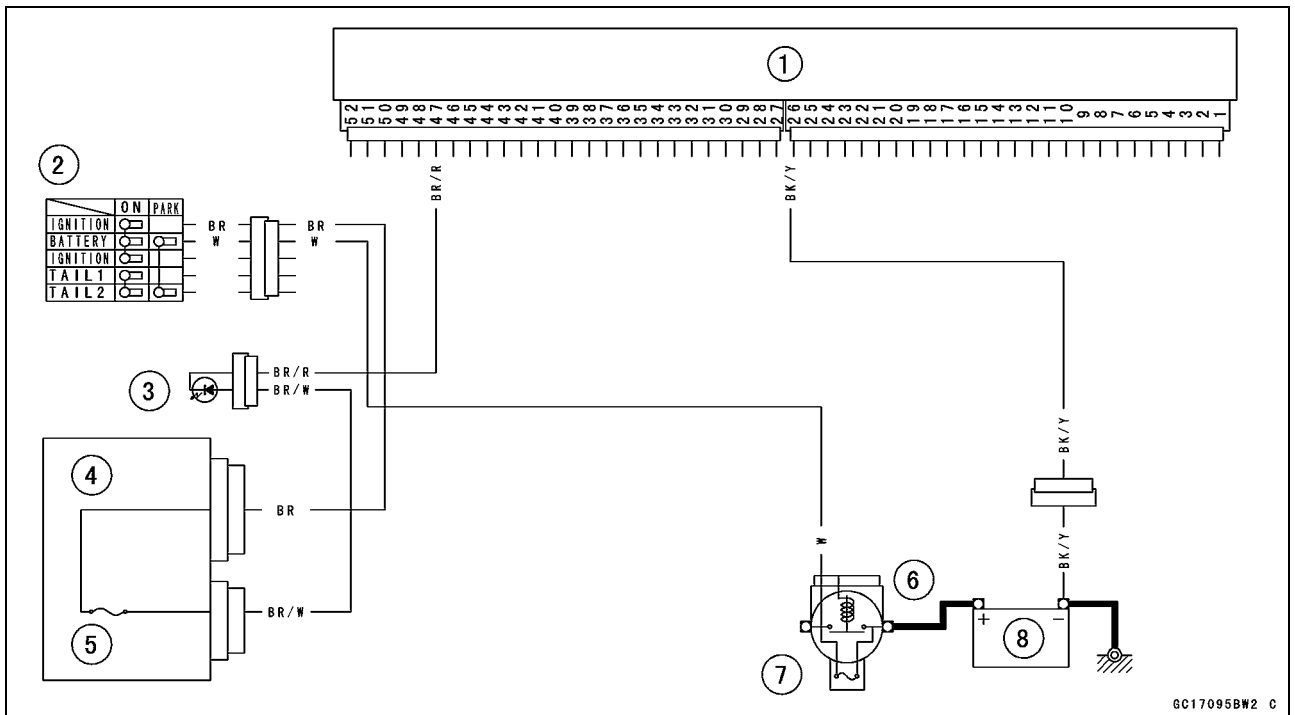 1
52 51 50 49 48 47 46 45 44 43 42 41 40 39 38 37 36 35 34 33 32 31 30 29 28 27 26 25 24 23 22 21 20 19 18 17 16 15 14 13 12 11 10 9 8 7 6 5 4 3 2 1
BR/R
BK/Y
2
ON PARK
IGNITION BR BR
BATTERY W W
IGNITION
TAIL1
TAIL2
3
BR/R
BR/W
4
BR
5
BR/W
BK/Y
BK/Y
W
6
7
+ −
8
GC17095BW2 C